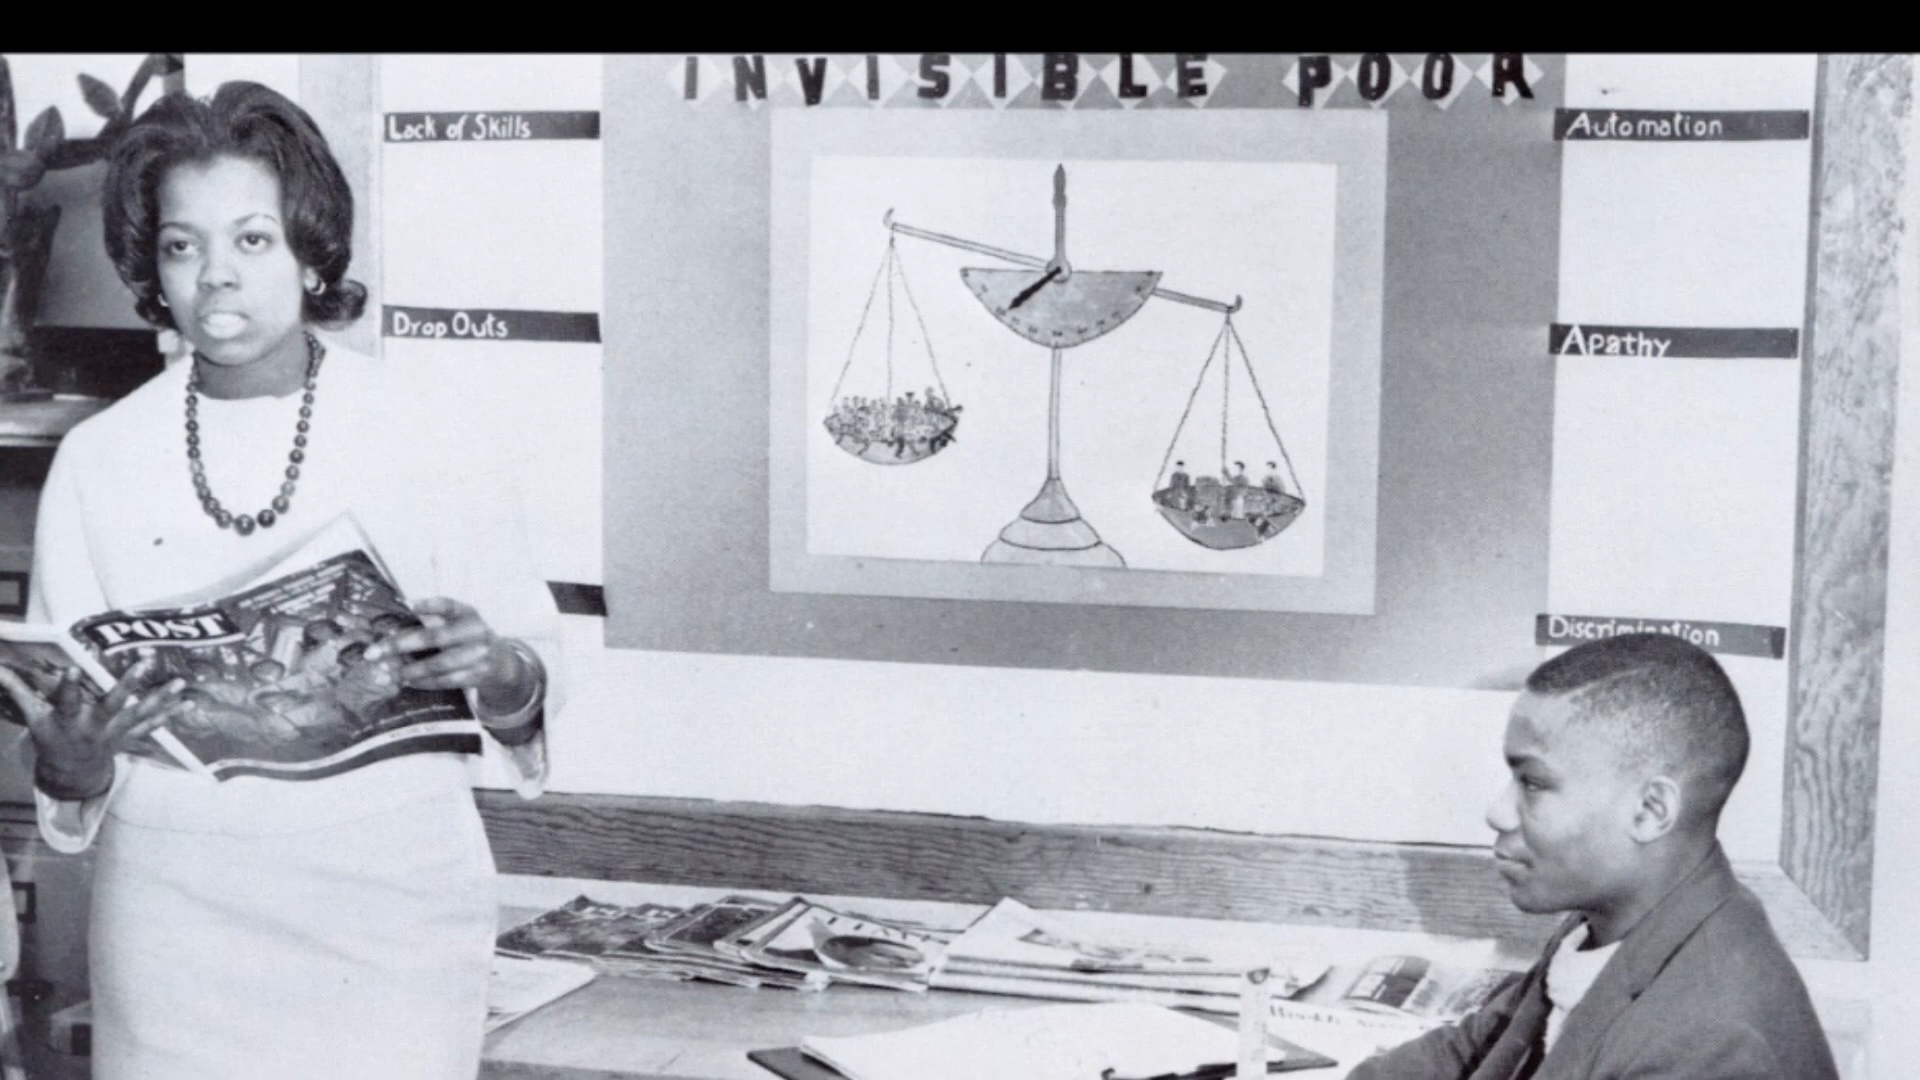 INVISIBLE POOR
Lack of Skills
Automation
Drop Outs
Apathy
Discrimination
POST